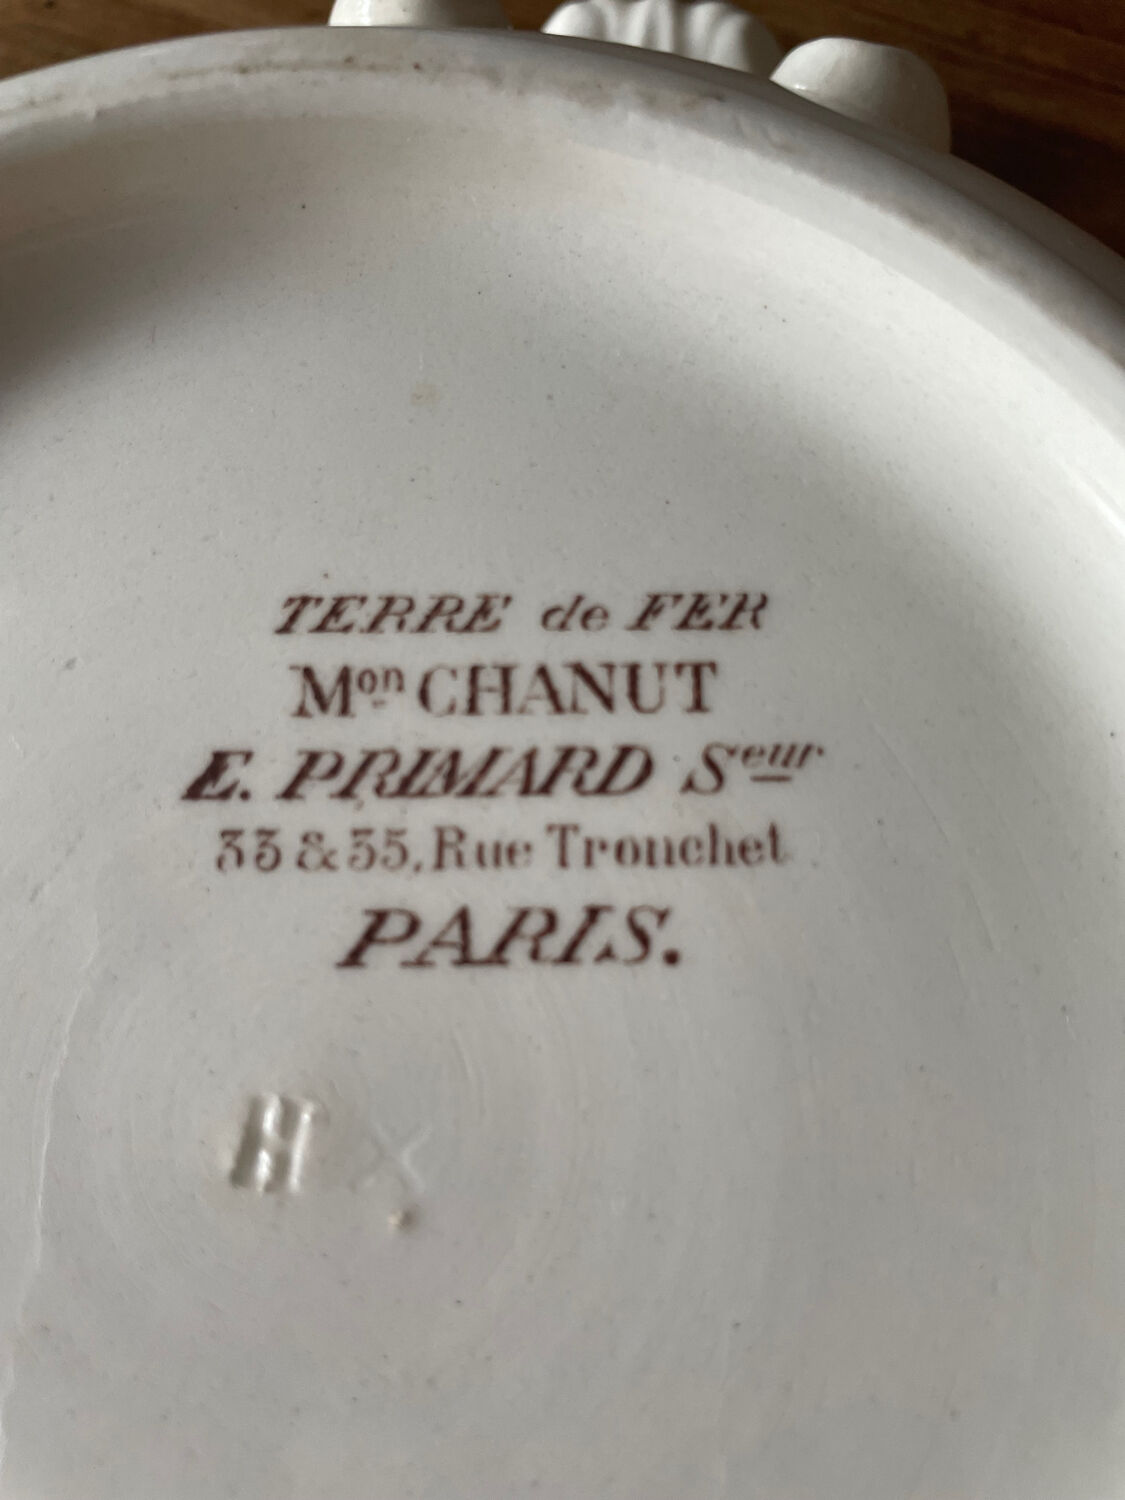 TERRE de FER
Mon CHANUT
E. PRIMARD Seur
33 & 35, Rue Tronchet
PARIS.
H X